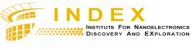 INDEX
INSTITUTE FOR NANOELECTRONICS
DISCOVERY AND EXPLORATION